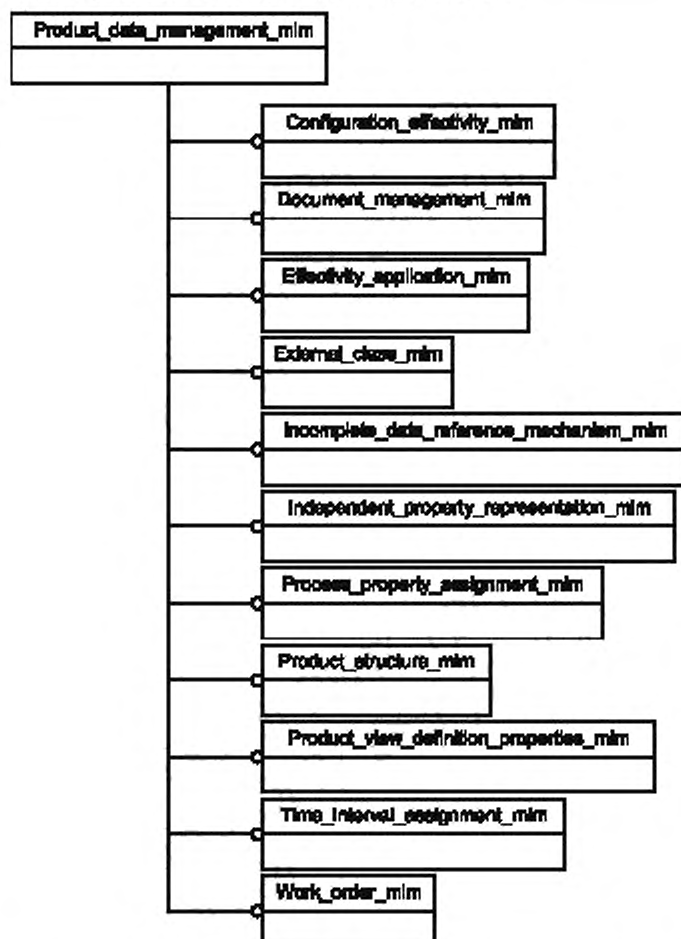 Product_data_management_mim
Configuration_effectivity_mim
Document_management_mim
Effectivity_application_mim
External_class_mim
Incomplete_data_reference_mechanism_mim
Independent_property_representation_mim
Process_property_assignment_mim
Product_structure_mim
Product_view_definition_properties_mim
Time_interval_assignment_mim
Work_order_mim